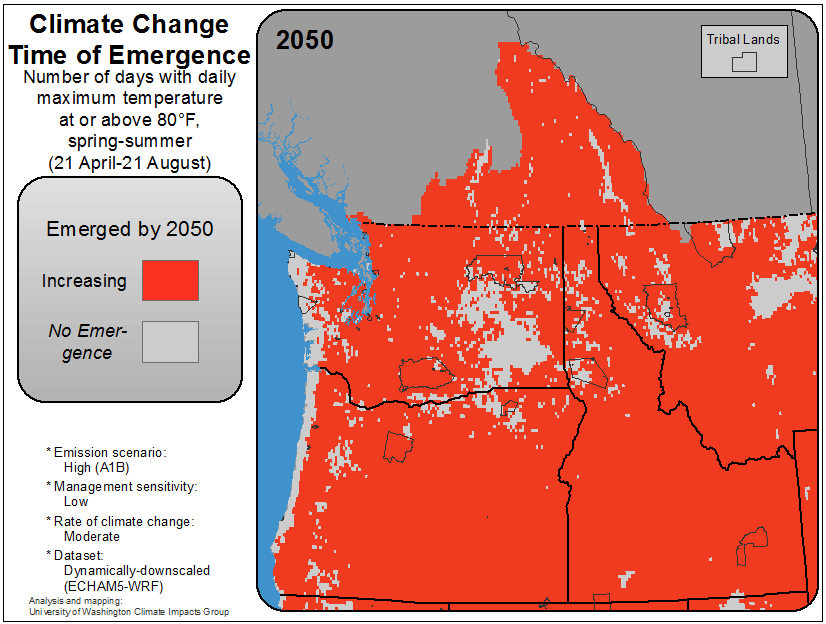 Climate Change
Time of Emergence
Number of days with daily
maximum temperature
at or above 80°F,
spring-summer
(21 April-21 August)
Emerged by 2050
Increasing
No Emer-
gence
* Emission scenario:
High (A1B)
* Management sensitivity:
Low
* Rate of climate change:
Moderate
* Dataset:
Dynamically-downscaled
(ECHAM5-WRF)
Analysis and mapping:
University of Washington Climate Impacts Group
2050
Tribal Lands